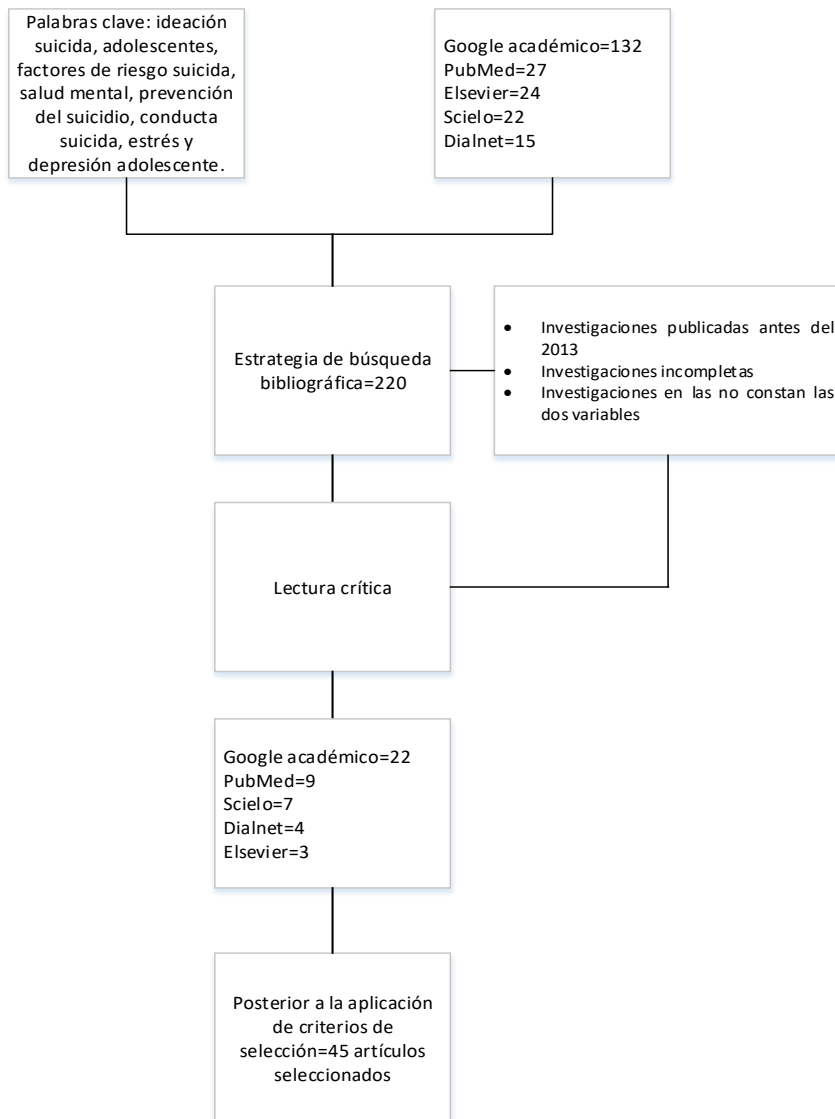 Palabras clave: ideación
suicida, adolescentes,
factores de riesgo suicida,
salud mental, prevención
del suicidio, conducta
suicida, estrés y
depresión adolescente.
Google académico=132
PubMed=27
Elsevier=24
Scielo=22
Dialnet=15
Estrategia de búsqueda
bibliográfica=220
• Investigaciones publicadas antes del
2013
• Investigaciones incompletas
• Investigaciones en las no constan las
dos variables
Lectura crítica
Google académico=22
PubMed=9
Scielo=7
Dialnet=4
Elsevier=3
Posterior a la aplicación
de criterios de
selección=45 artículos
seleccionados